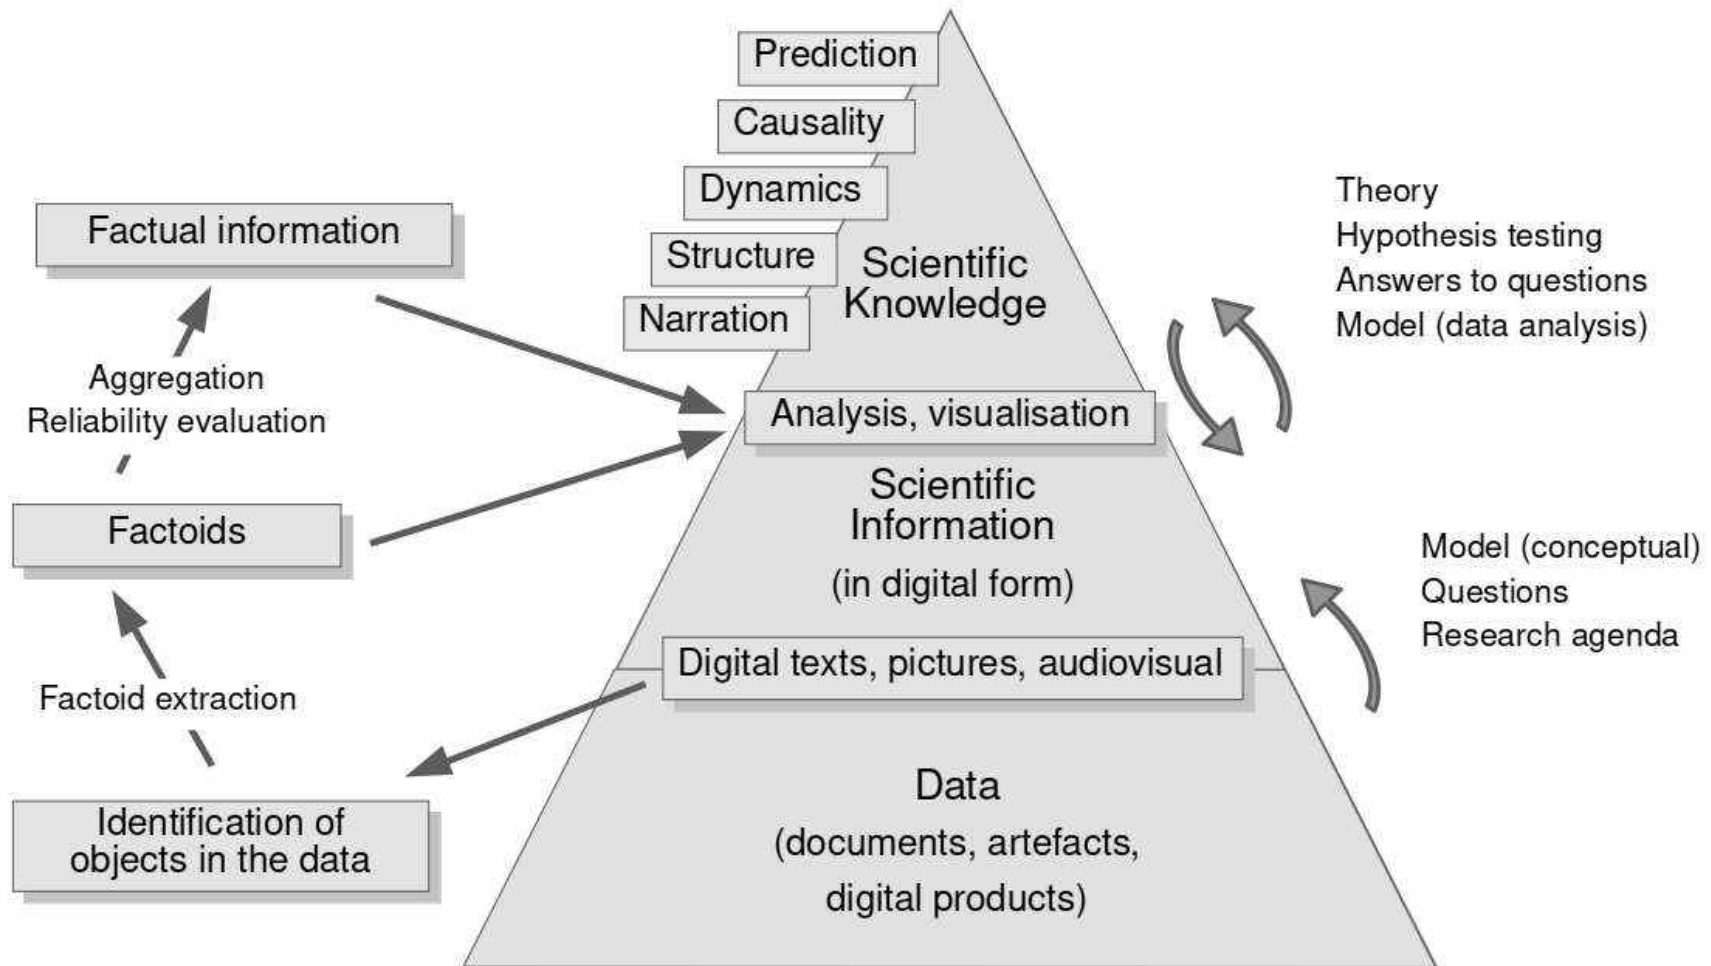 Prediction
Causality
Dynamics
Structure
Narration
Scientific
Knowledge
Theory
Hypothesis testing
Answers to questions
Model (data analysis)
Factual information
Aggregation
Reliability evaluation
Analysis, visualisation
Factoids
Scientific
Information
(in digital form)
Model (conceptual)
Questions
Research agenda
Digital texts, pictures, audiovisual
Factoid extraction
Identification of
objects in the data
Data
(documents, artefacts,
digital products)